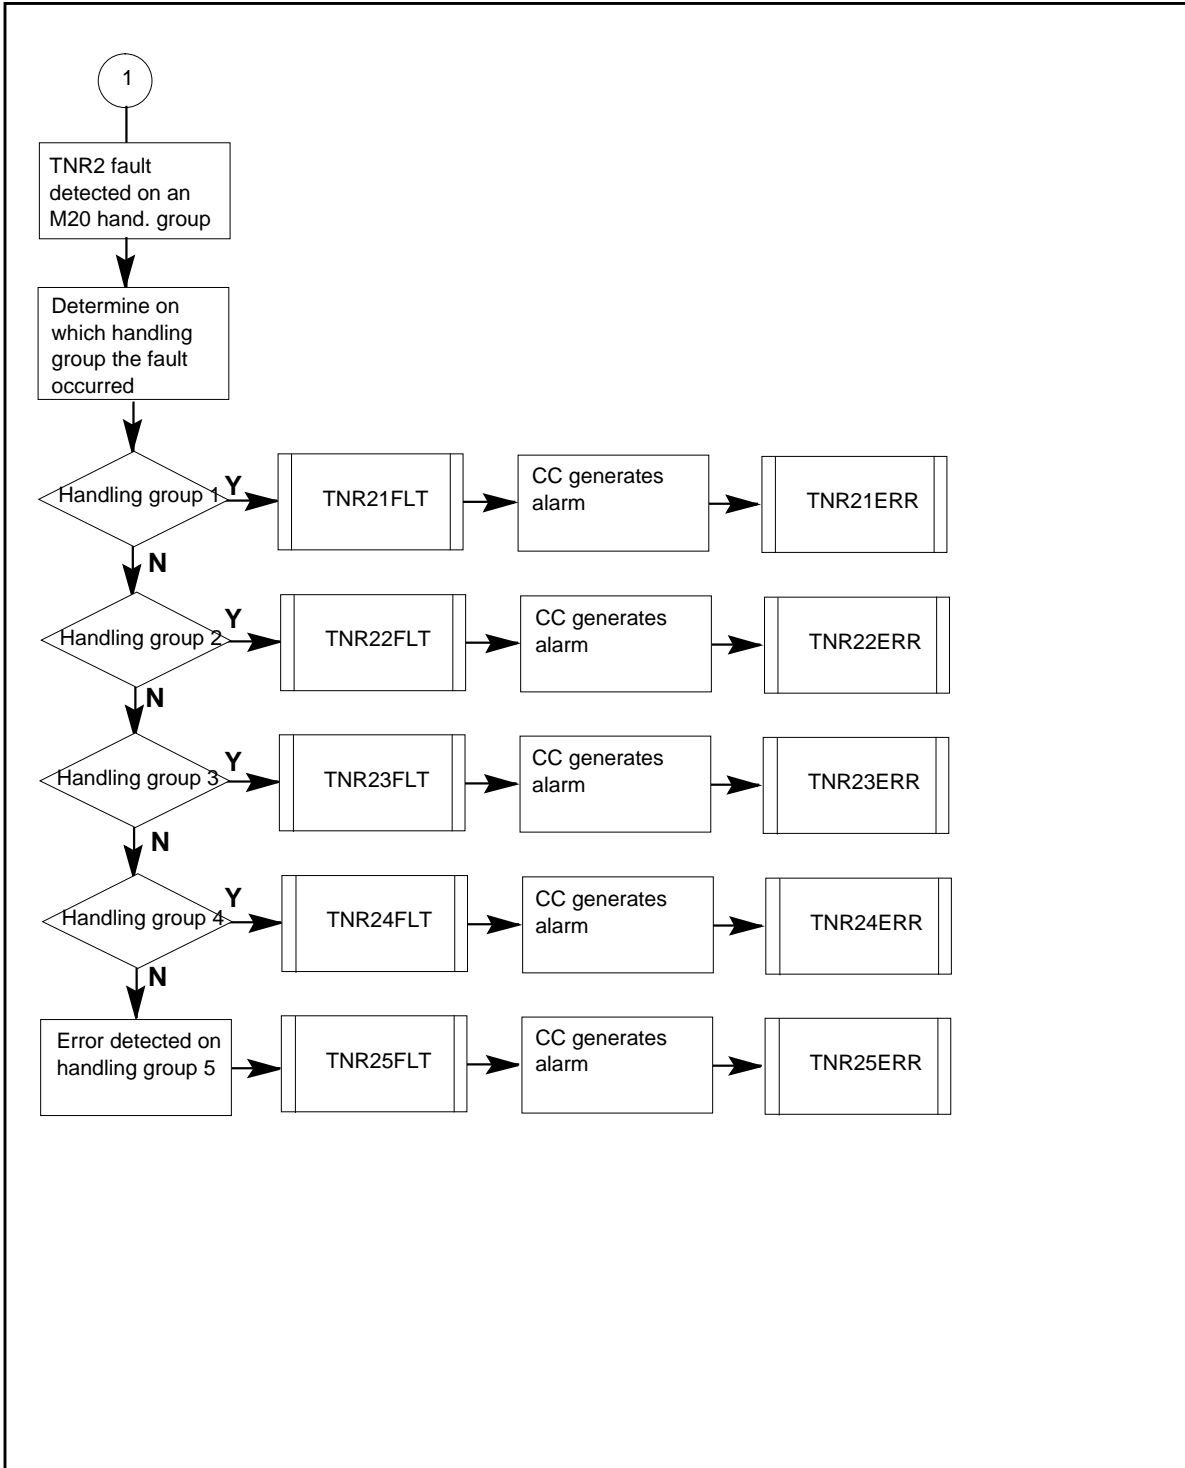 1
TNR2 fault
detected on an
M20 hand. group
Determine on
which handling
group the fault
occurred
Handling group 1
Y
TNR21FLT
CC generates
alarm
TNR21ERR
N
Handling group 2
Y
TNR22FLT
CC generates
alarm
TNR22ERR
N
Handling group 3
Y
TNR23FLT
CC generates
alarm
TNR23ERR
N
Handling group 4
Y
TNR24FLT
CC generates
alarm
TNR24ERR
N
Error detected on
handling group 5
TNR25FLT
CC generates
alarm
TNR25ERR